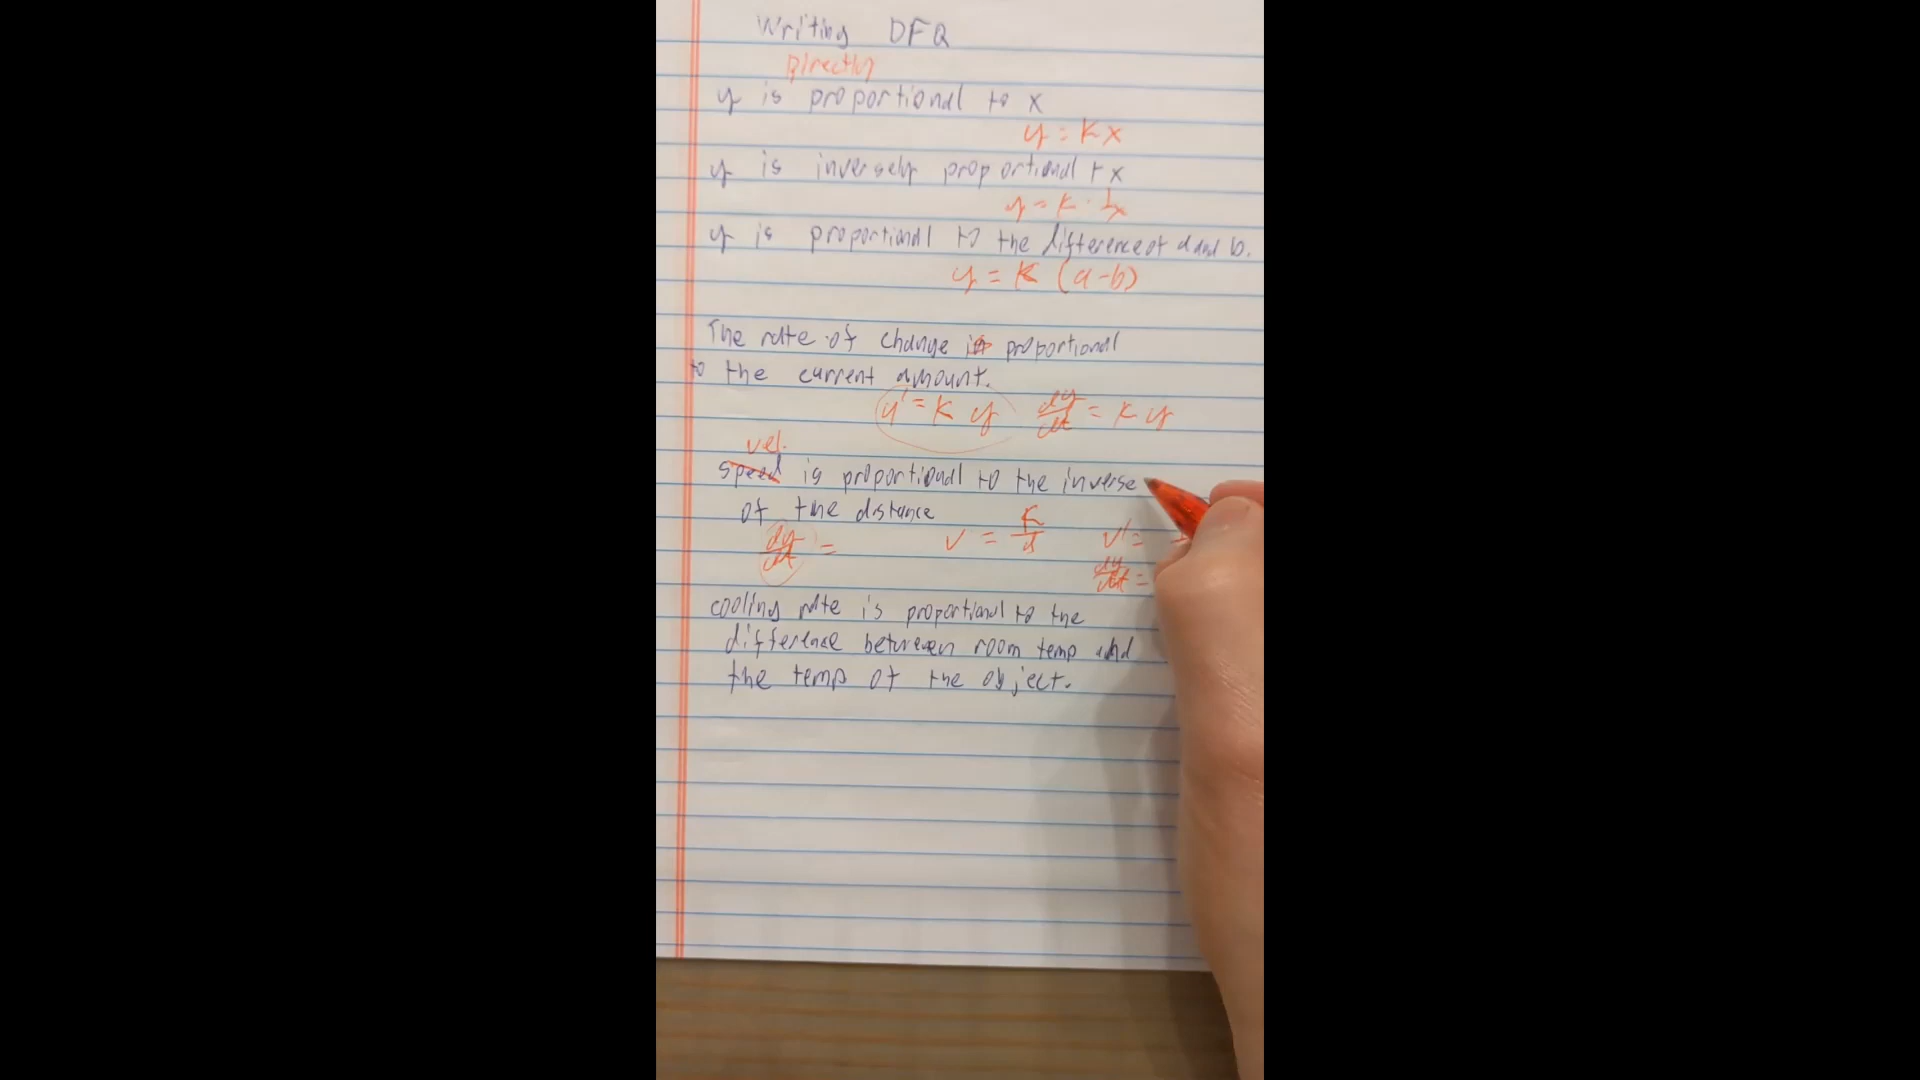 Writing DFQ
Directly
y is proportional to x
y = Kx
y is inversely proportional t x
y = K · 1/x
y is proportional to the difference of a and b.
y = K (a-b)
The rate of change is proportional
to the current amount.
y' = K y dy/dt = K y
vel.
speed is proportional to the inverse
of the distance
dy/dt = v = K/d v =
dy/dt =
cooling rate is proportional to the
difference between room temp and
the temp of the object.